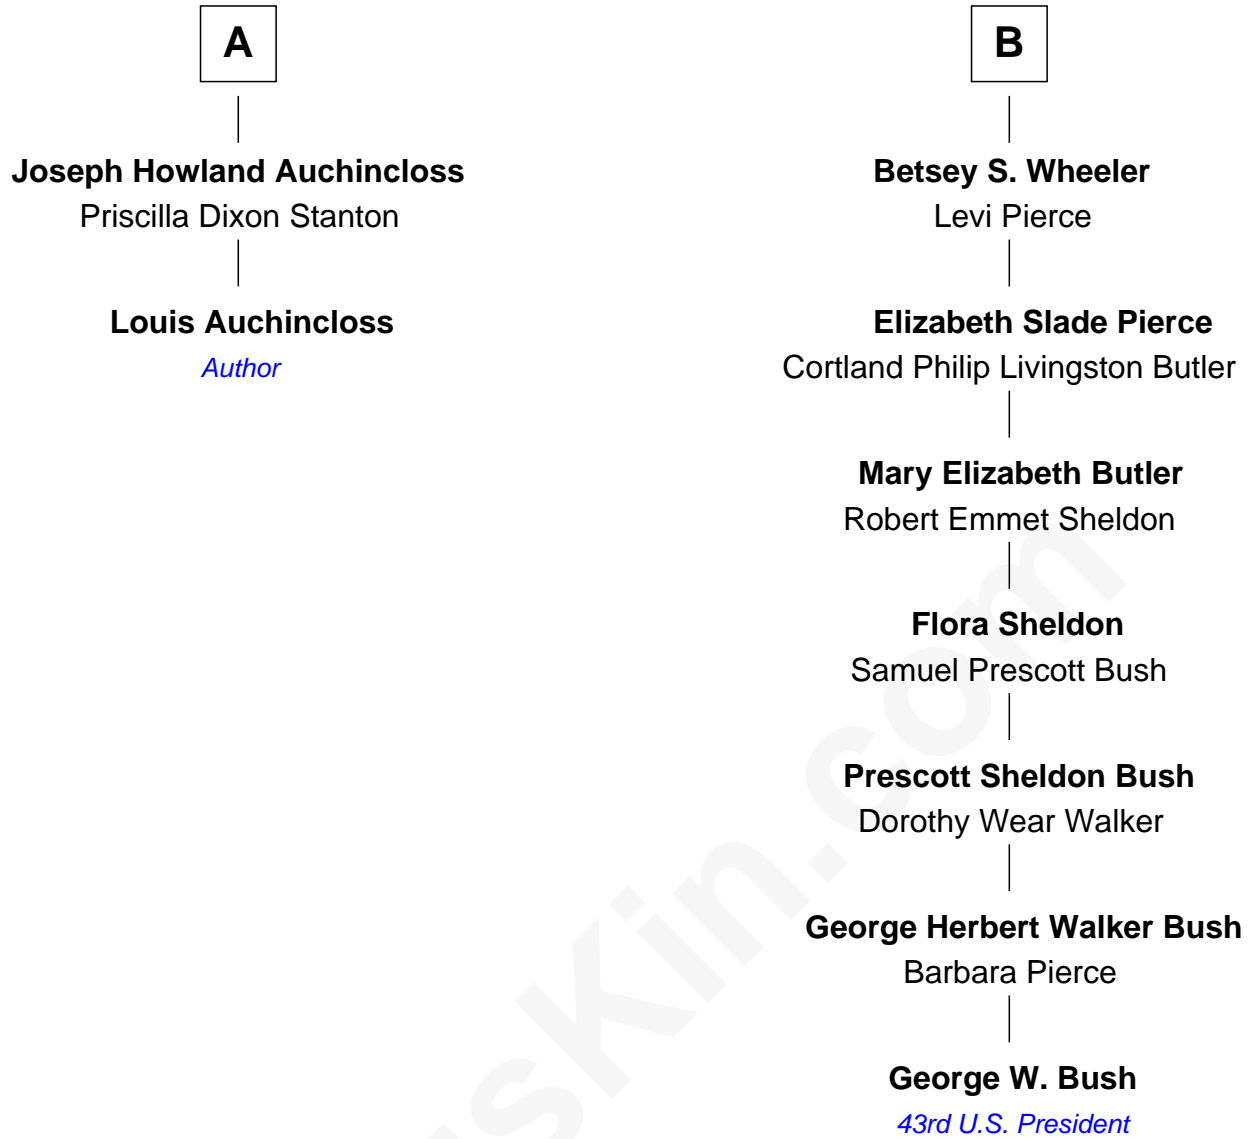 A
Joseph Howland Auchincloss
Priscilla Dixon Stanton
Louis Auchincloss
Author
B
Betsey S. Wheeler
Levi Pierce
Elizabeth Slade Pierce
Cortland Philip Livingston Butler
Mary Elizabeth Butler
Robert Emmet Sheldon
Flora Sheldon
Samuel Prescott Bush
Prescott Sheldon Bush
Dorothy Wear Walker
George Herbert Walker Bush
Barbara Pierce
George W. Bush
43rd U.S. President